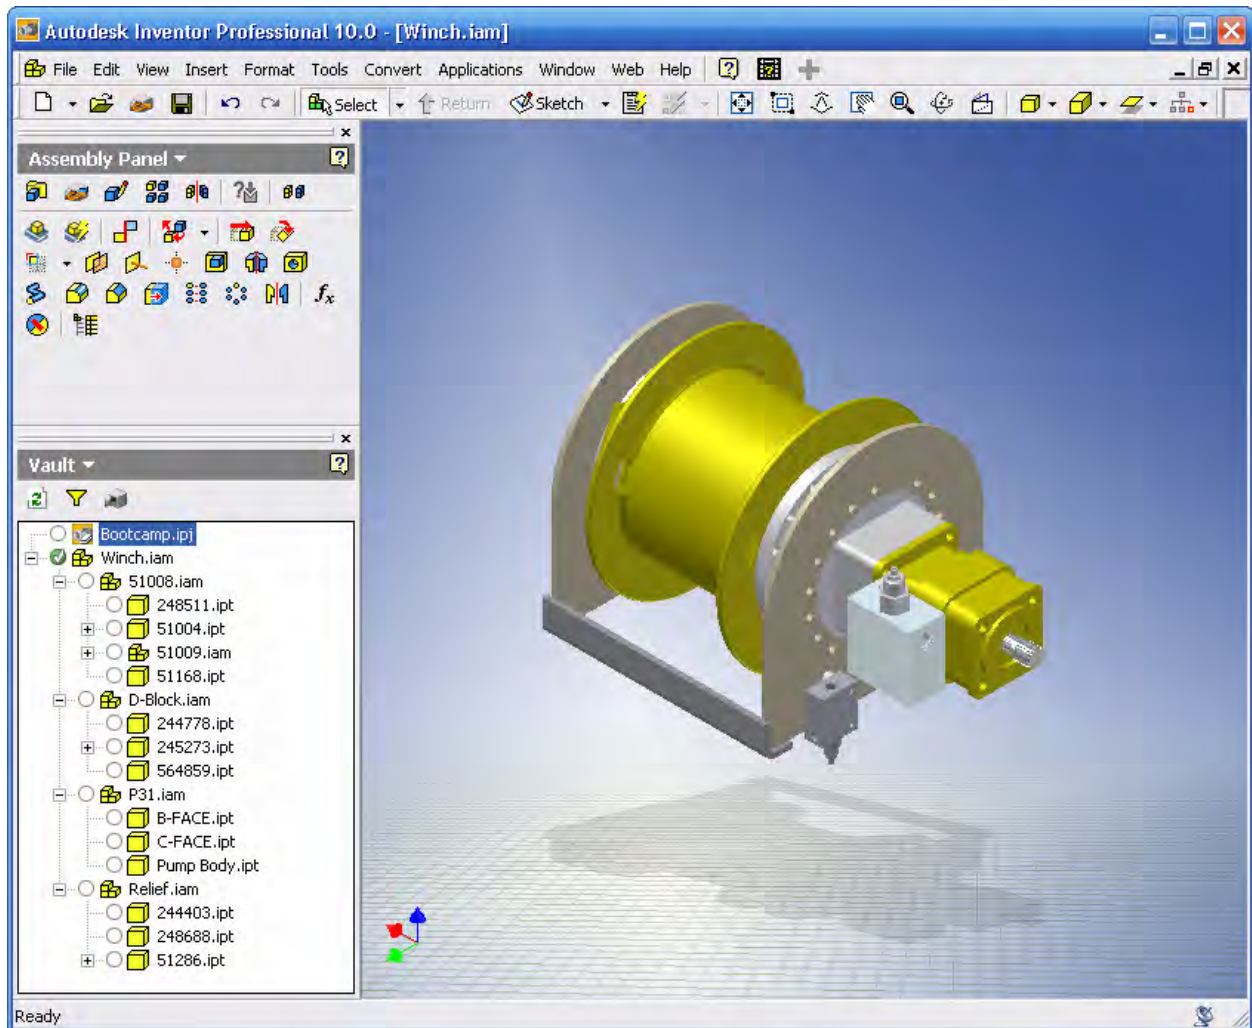 Autodesk Inventor Professional 10.0 - [Winch.iam]
File Edit View Insert Format Tools Convert Applications Window Web Help
Select Return Sketch
Assembly Panel
fx
Vault
Bootcamp.ipj
Winch.iam
51008.iam
248511.ipt
51004.ipt
51009.iam
51168.ipt
D-Block.iam
244778.ipt
245273.ipt
564859.ipt
P31.iam
B-FACE.ipt
C-FACE.ipt
Pump Body.ipt
Relief.iam
244403.ipt
248688.ipt
51286.ipt
Ready